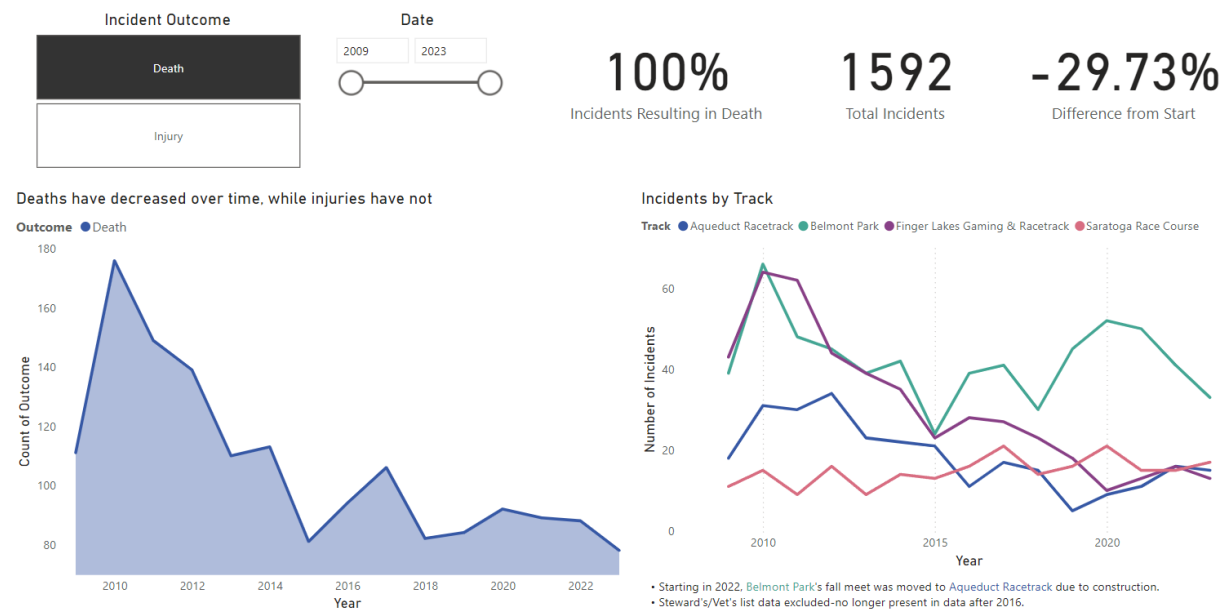 Incident Outcome
Death
Injury
Date
2009 2023
100%
Incidents Resulting in Death
1592
Total Incidents
-29.73%
Difference from Start
Deaths have decreased over time, while injuries have not
Outcome Death
Count of Outcome
180
160
140
120
100
80
2010 2012 2014 2016 2018 2020 2022
Year
Incidents by Track
Track Aqueduct Racetrack Belmont Park Finger Lakes Gaming & Racetrack Saratoga Race Course
Number of Incidents
60
40
20
0
2010 2015 2020
Year
• Starting in 2022, Belmont Park's fall meet was moved to Aqueduct Racetrack due to construction.
• Steward's/Vet's list data excluded-no longer present in data after 2016.